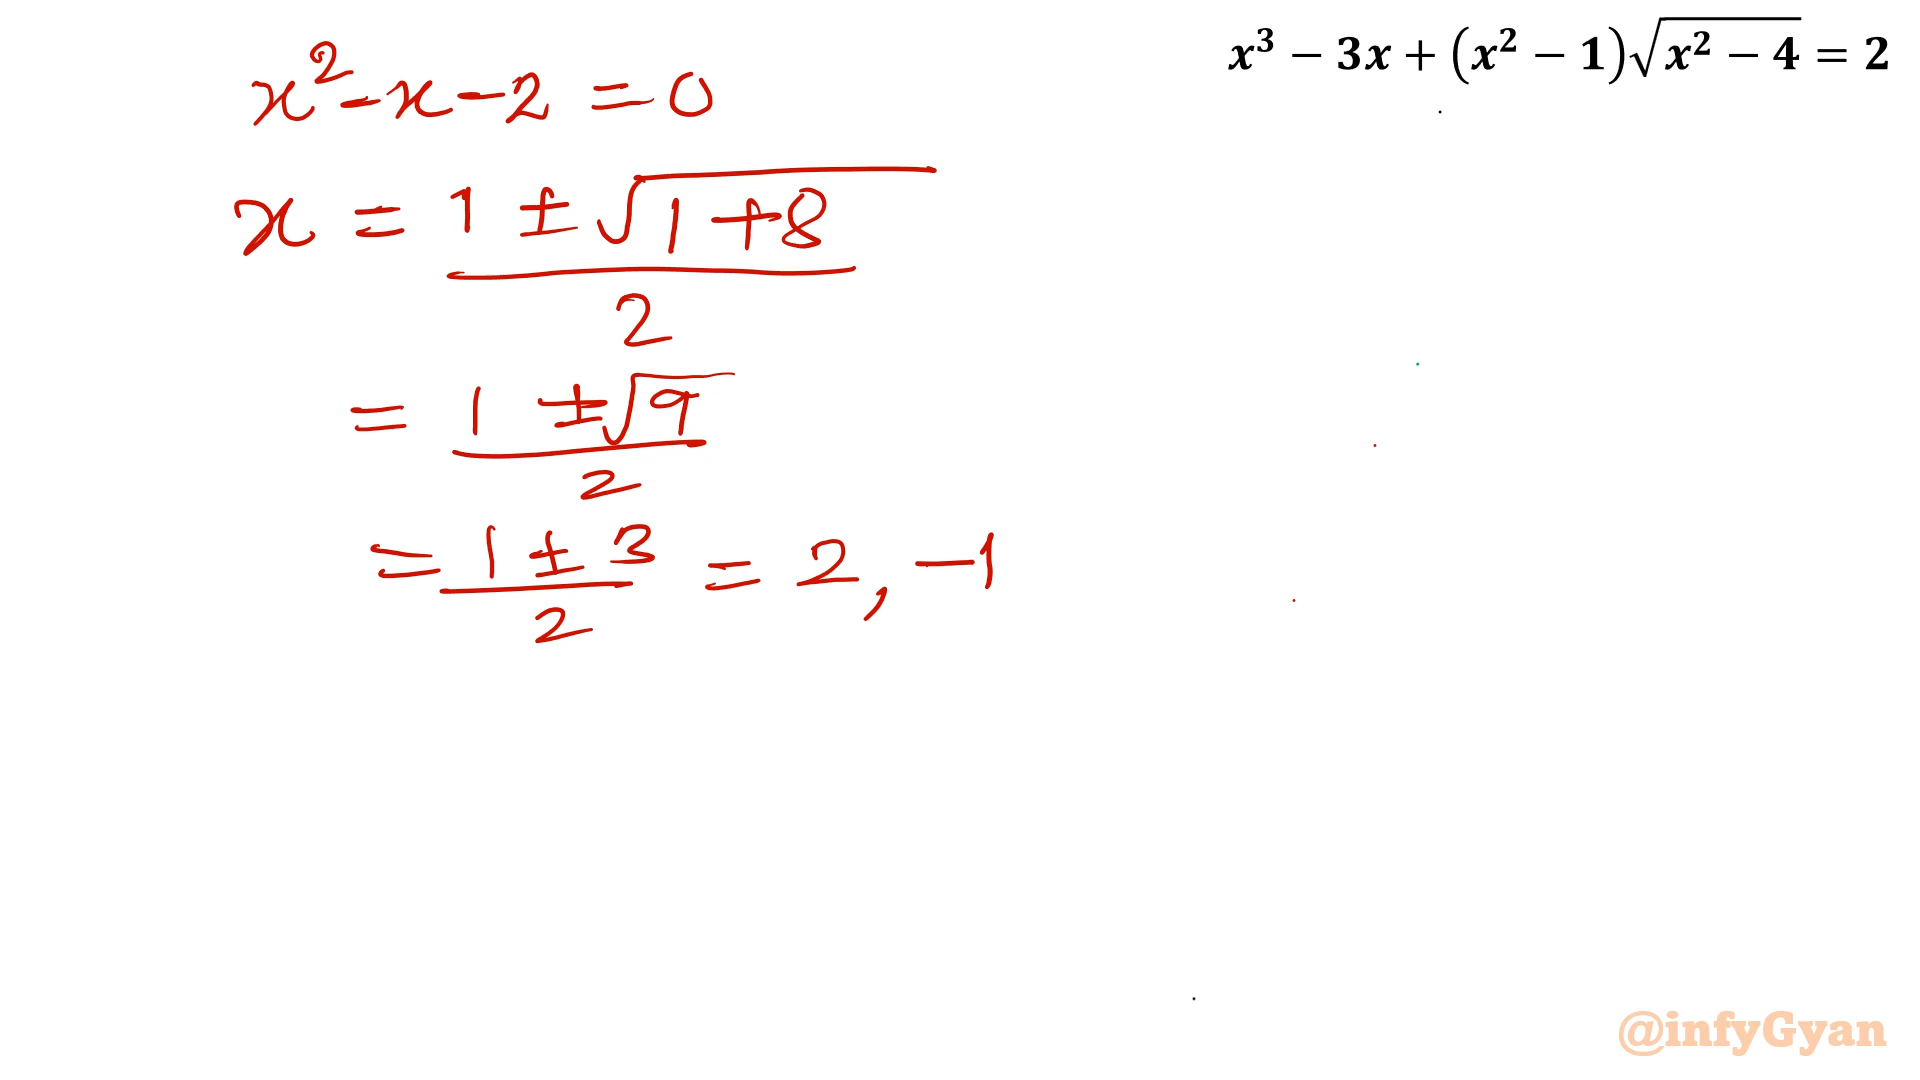 x³ − 3x + (x² − 1)√(x² − 4) = 2
x² - x - 2 = 0
x = (1 ± √(1 + 8)) / 2
= (1 ± √9) / 2
= (1 ± 3) / 2 = 2, -1
@infyGyan